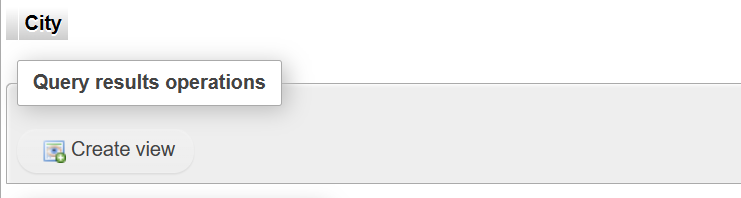 City
Query results operations
Create view